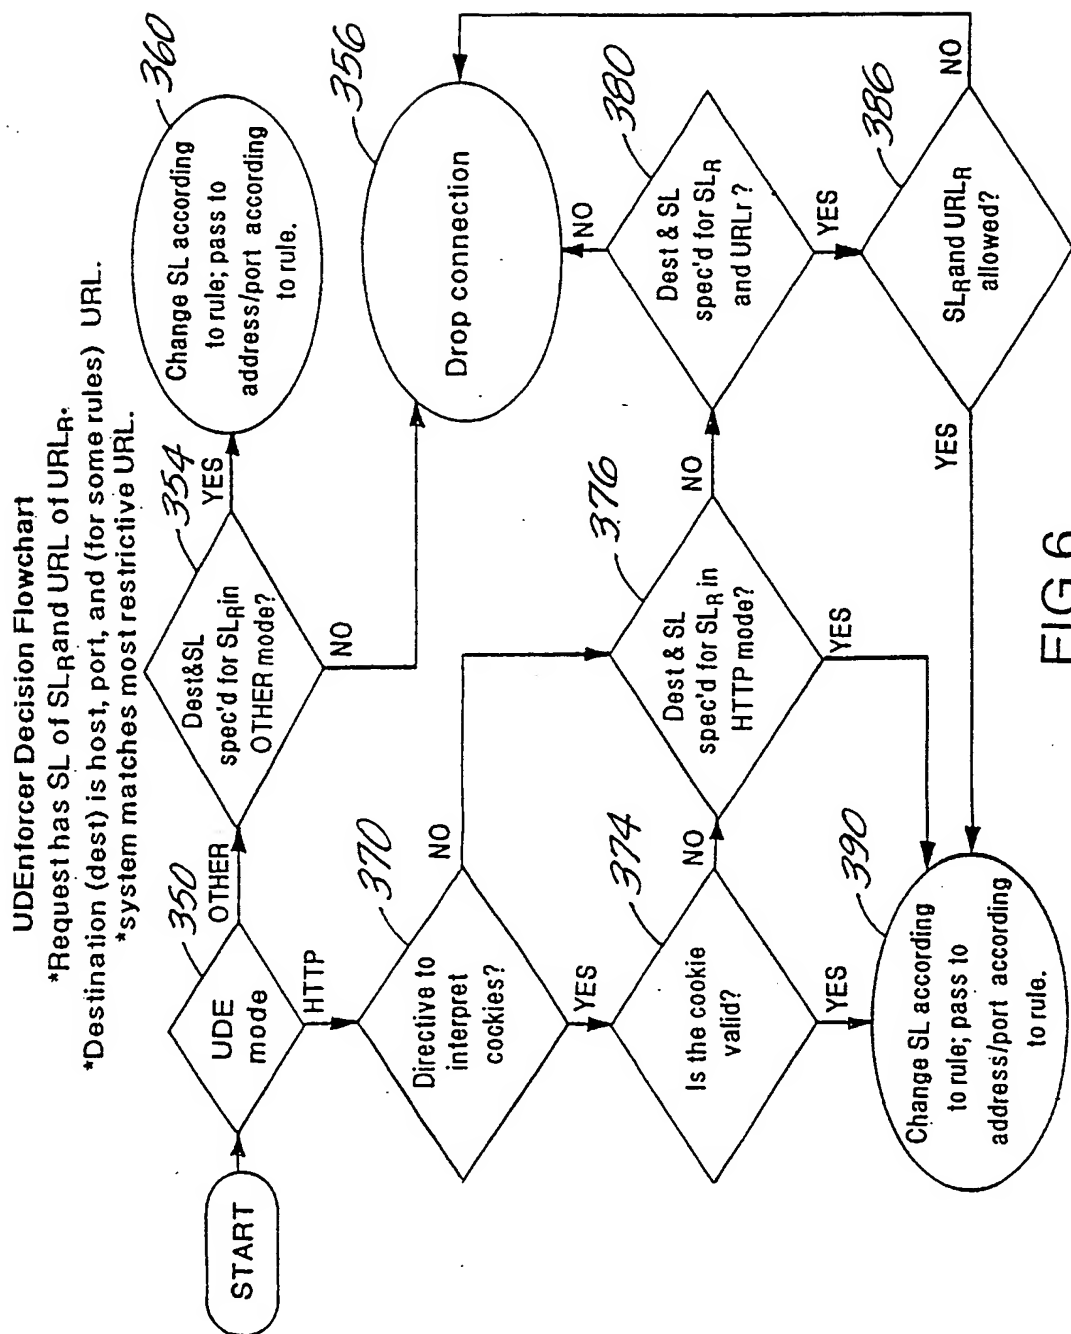 UDEnforcer Decision Flowchart
*Request has SL of SLR and URL of URLR.
*Destination (dest) is host, port, and (for some rules) URL.
*system matches most restrictive URL.
START
350
UDE
mode
OTHER
HTTP
354
Dest&SL
spec'd for SLR in
OTHER mode?
YES
NO
360
Change SL according
to rule; pass to
address/port according
to rule.
356
Drop connection
370
Directive to
interpret
cockies?
NO
YES
374
Is the cookie
valid?
NO
YES
376
Dest & SL
spec'd for SLR in
HTTP mode?
NO
YES
380
Dest & SL
spec'd for SLR
and URLr?
NO
YES
386
SLR and URLR
allowed?
NO
YES
390
Change SL according
to rule; pass to
address/port according
to rule.
FIG. 6